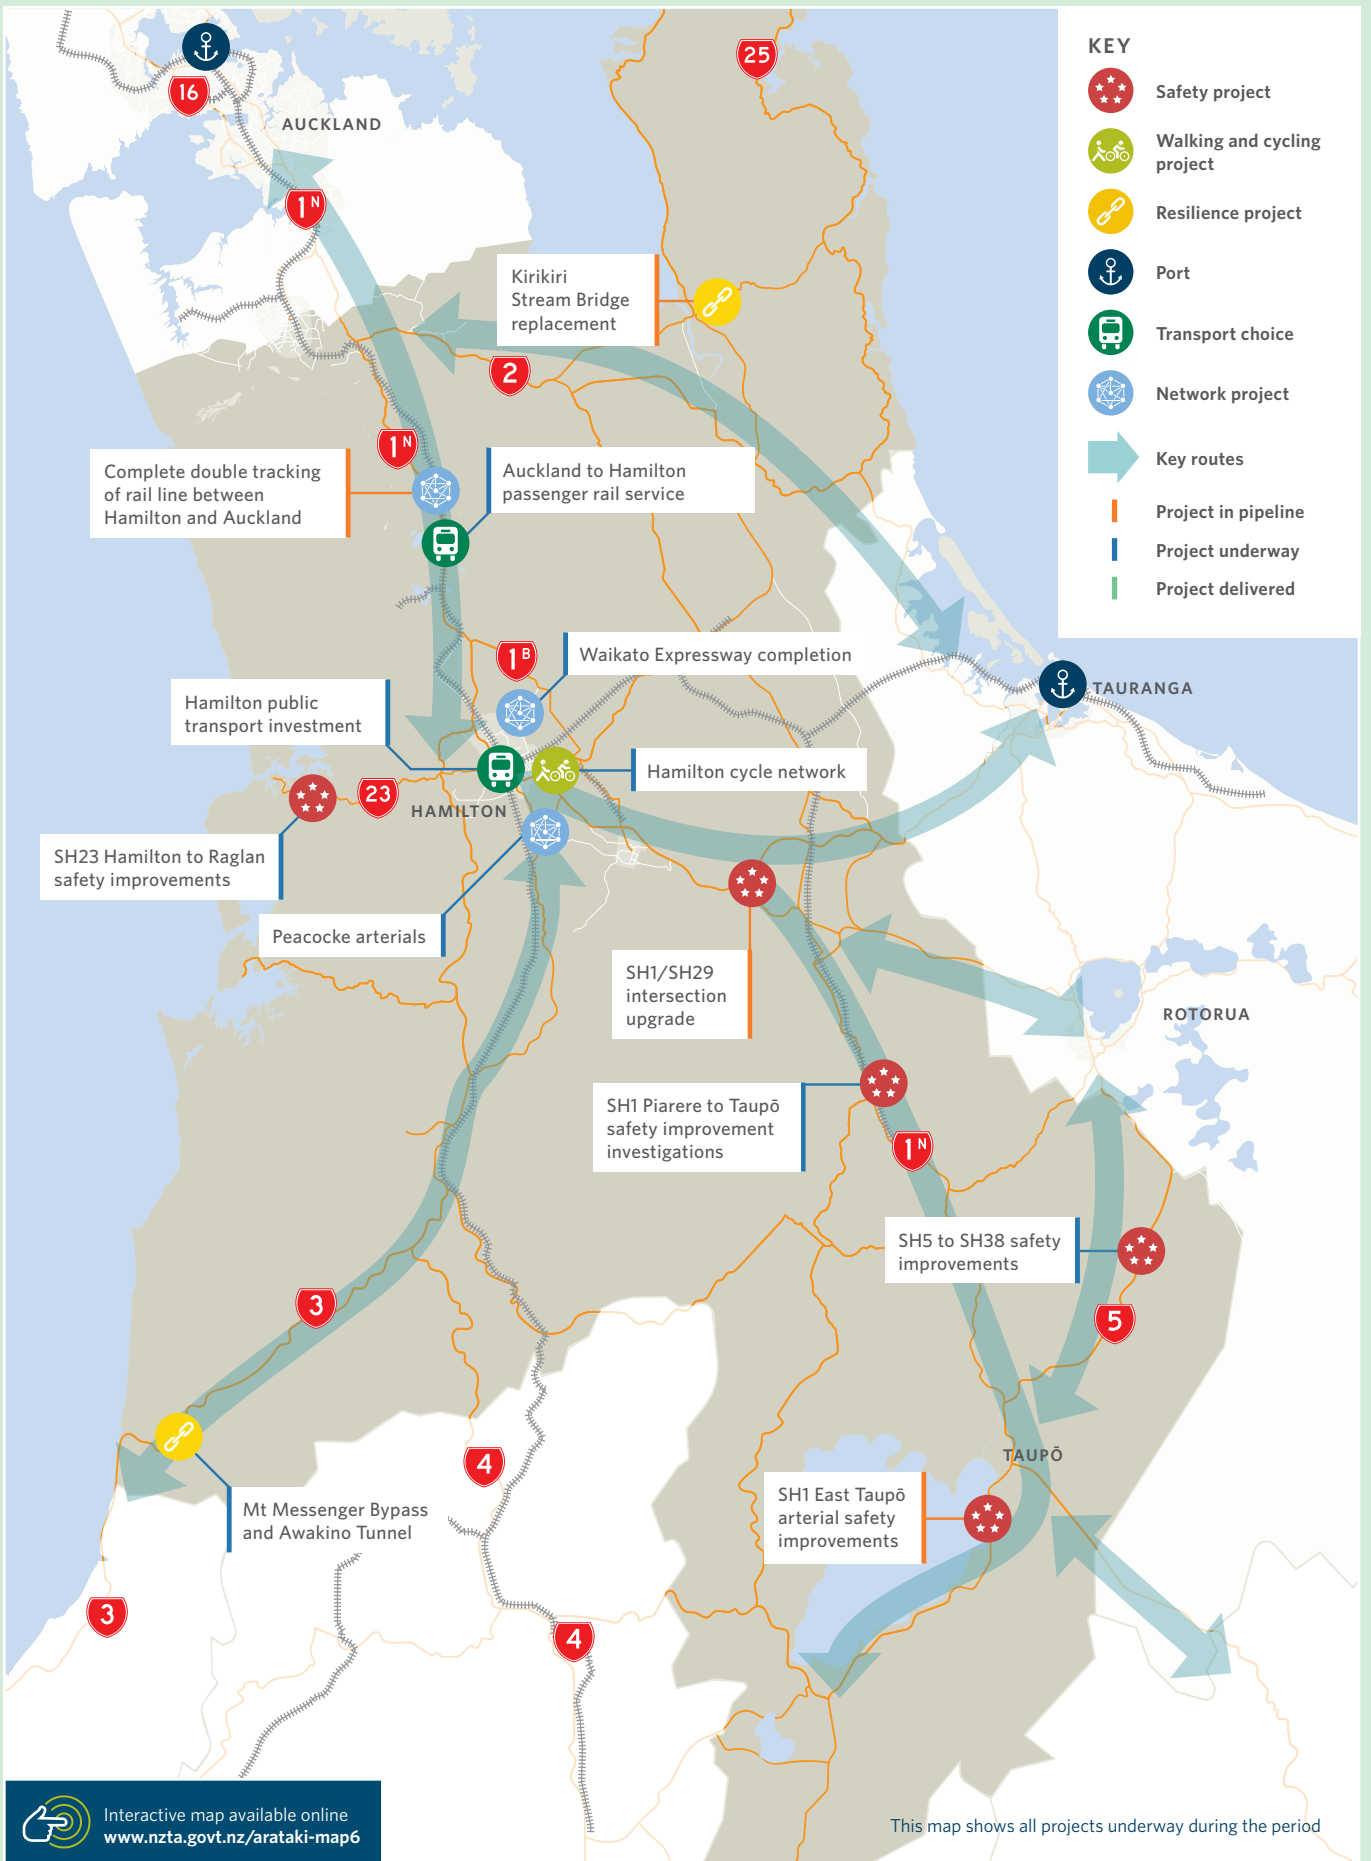 25
16
AUCKLAND
1N
Kirikiri
Stream Bridge
replacement
2
1N
Complete double tracking
of rail line between
Hamilton and Auckland
Auckland to Hamilton
passenger rail service
1B
Waikato Expressway completion
Hamilton public
transport investment
TAURANGA
Hamilton cycle network
23
HAMILTON
SH23 Hamilton to Raglan
safety improvements
Peacocke arterials
SH1/SH29
intersection
upgrade
ROTORUA
SH1 Piarere to Taupō
safety improvement
investigations
1N
SH5 to SH38 safety
improvements
3
5
4
TAUPŌ
Mt Messenger Bypass
and Awakino Tunnel
SH1 East Taupō
arterial safety
improvements
3
4
KEY
Safety project
Walking and cycling
project
Resilience project
Port
Transport choice
Network project
Key routes
Project in pipeline
Project underway
Project delivered
Interactive map available online
www.nzta.govt.nz/arataki-map6
This map shows all projects underway during the period